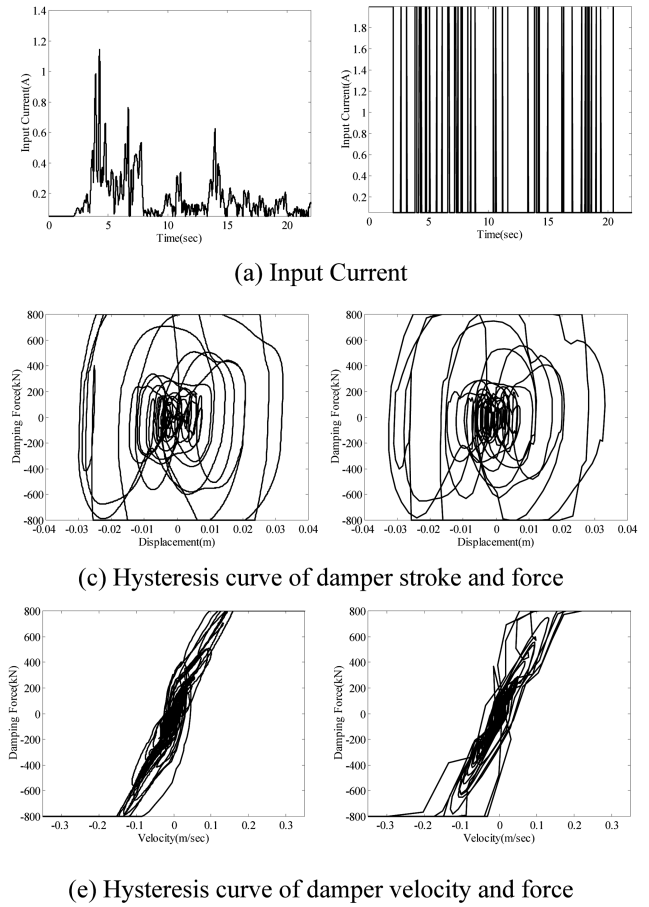 1.4
1.2
1
0.8
0.6
0.4
0.2
Input Current(A)
0 5 10 15 20
Time(sec)
1.8
1.6
1.4
1.2
1
0.8
0.6
0.4
0.2
Input Current(A)
0 5 10 15 20
Time(sec)
(a) Input Current
800
600
400
200
0
-200
-400
-600
-800
Damping Force(kN)
-0.04 -0.03 -0.02 -0.01 0 0.01 0.02 0.03 0.04
Displacement(m)
800
600
400
200
0
-200
-400
-600
-800
Damping Force(kN)
-0.04 -0.03 -0.02 -0.01 0 0.01 0.02 0.03 0.04
Displacement(m)
(c) Hysteresis curve of damper stroke and force
800
600
400
200
0
-200
-400
-600
-800
Damping Force(kN)
-0.3 -0.2 -0.1 0 0.1 0.2 0.3
Velocity(m/sec)
800
600
400
200
0
-200
-400
-600
-800
Damping Force(kN)
-0.3 -0.2 -0.1 0 0.1 0.2 0.3
Velocity(m/sec)
(e) Hysteresis curve of damper velocity and force